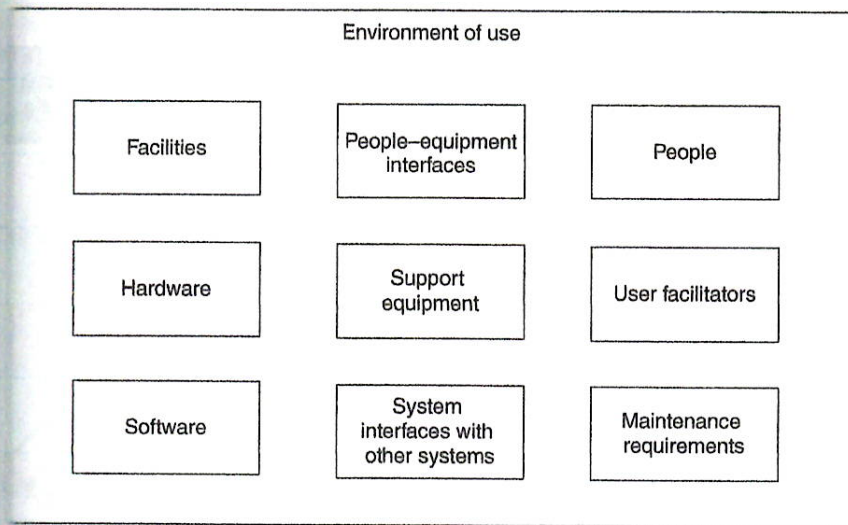 Environment of use
Facilities
People–equipment
interfaces
People
Hardware
Support
equipment
User facilitators
Software
System
interfaces with
other systems
Maintenance
requirements